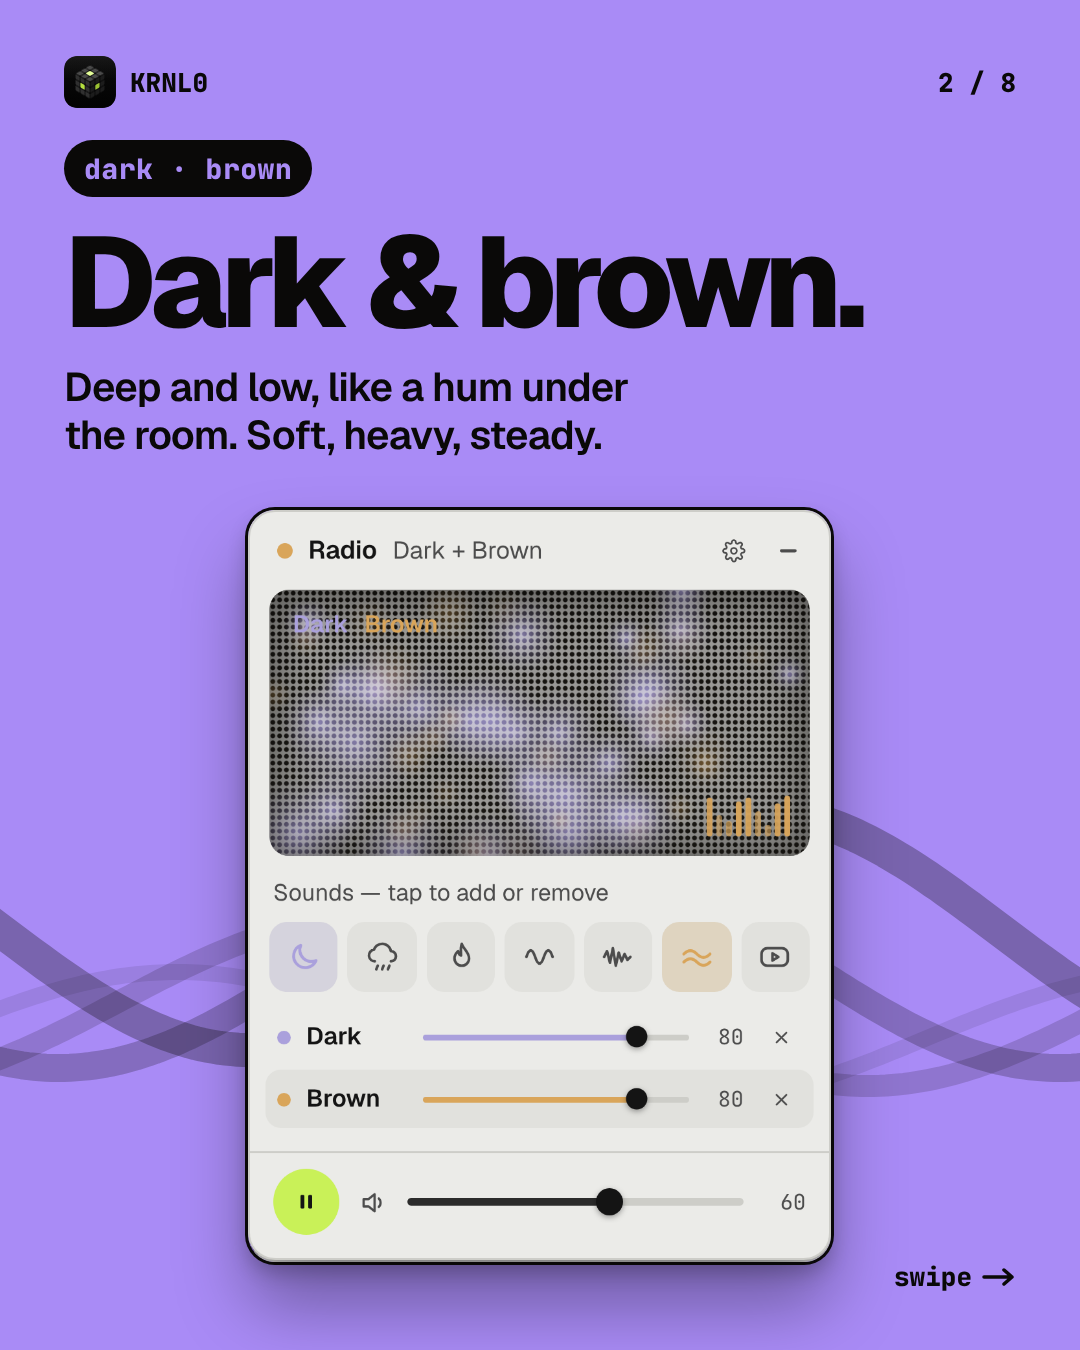 KRNL0
2 / 8
dark · brown
Dark & brown.
Deep and low, like a hum under
the room. Soft, heavy, steady.
Radio Dark + Brown
Dark Brown
Sounds — tap to add or remove
Dark 80
Brown 80
60
swipe →